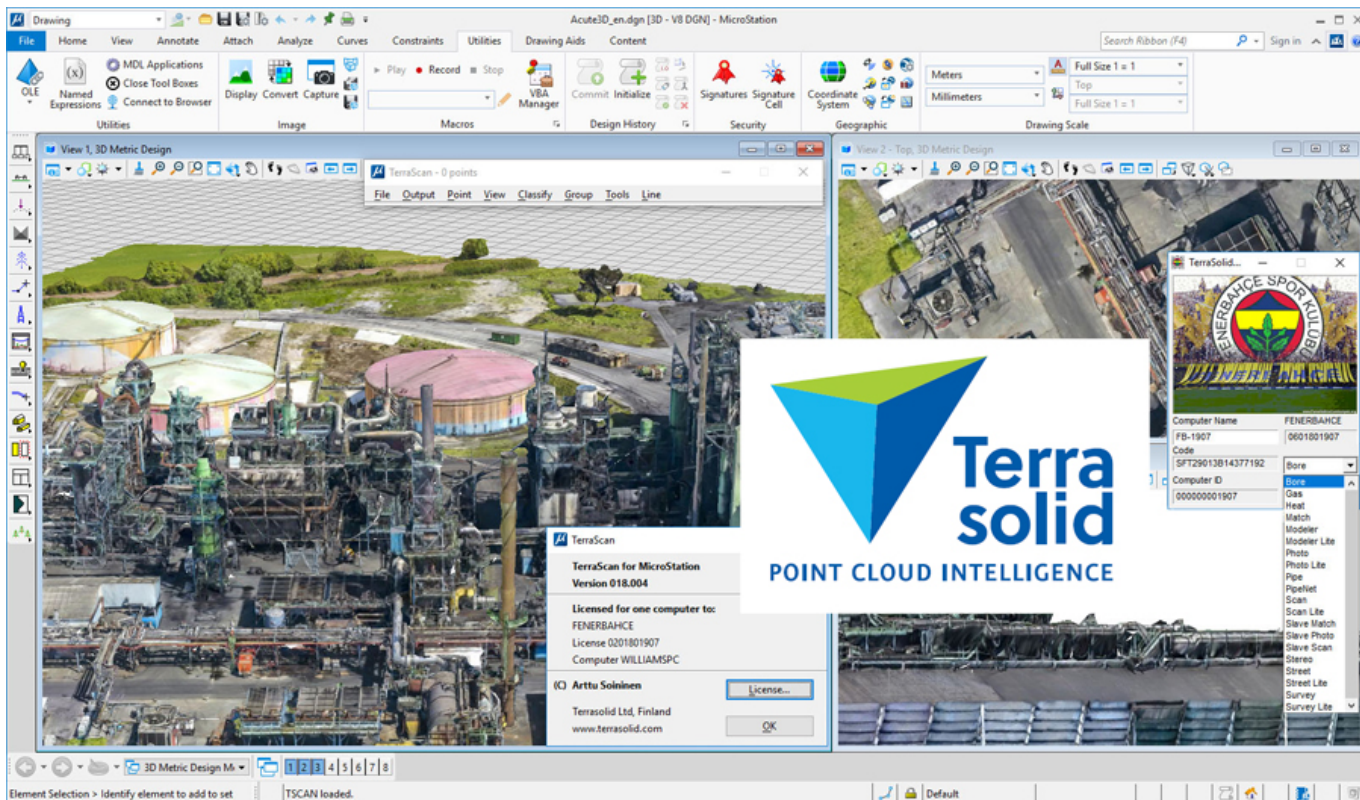 Drawing
Acute3D_en.dgn [3D - V8 DGN] - MicroStation
File Home View Annotate Attach Analyze Curves Constraints Utilities Drawing Aids Content
Search Ribbon (F4)
Sign in
OLE
Named
Expressions
MDL Applications
Close Tool Boxes
Connect to Browser
Utilities
Display Convert Capture
Image
Play Record Stop
VBA
Manager
Macros
Commit Initialize
Design History
Signatures Signature
Cell
Security
Coordinate
System
Geographic
Meters
Millimeters
Full Size 1 = 1
Top
Full Size 1 = 1
Drawing Scale
View 1, 3D Metric Design
TerraScan - 0 points
File Output Point View Classify Group Tools Line
View 2 - Top, 3D Metric Design
TerraSolid...
FENERBAHÇE SPOR KULÜBÜ
FENERBAHCE
Computer Name
FENERBAHCE
FB-1907
0601801907
Code
SFT29013B14377192
Computer ID
000000001907
Bore
Bore
Gas
Heat
Match
Modeler
Modeler Lite
Photo
Photo Lite
Pipe
PipeNet
Scan
Scan Lite
Slave Match
Slave Photo
Slave Scan
Stereo
Street
Street Lite
Survey
Survey Lite
Terra
solid
POINT CLOUD INTELLIGENCE
TerraScan
TerraScan for MicroStation
Version 018.004
Licensed for one computer to:
FENERBAHCE
License 0201801907
Computer WILLIAMSPC
(C) Arttu Soininen
License...
Terrasolid Ltd, Finland
www.terrasolid.com
OK
3D Metric Design M
1 2 3 4 5 6 7 8
Element Selection > Identify element to add to set
TSCAN loaded.
Default